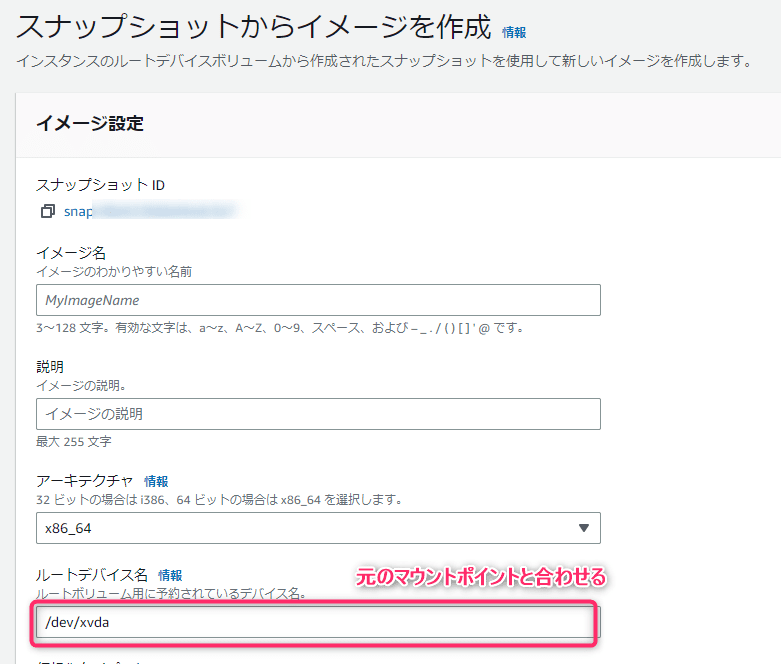 スナップショットからイメージを作成 情報
インスタンスのルートデバイスボリュームから作成されたスナップショットを使用して新しいイメージを作成します。
イメージ設定
スナップショット ID
snap
イメージ名
イメージのわかりやすい名前
MyImageName
3～128 文字。有効な文字は、a～z、A～Z、0～9、スペース、および – _ . / ( ) [ ] ' @ です。
説明
イメージの説明。
イメージの説明
最大 255 文字
アーキテクチャ 情報
32 ビットの場合は i386、64 ビットの場合は x86_64 を選択します。
x86_64
ルートデバイス名 情報
元のマウントポイントと合わせる
ルートボリューム用に予約されているデバイス名。
/dev/xvda